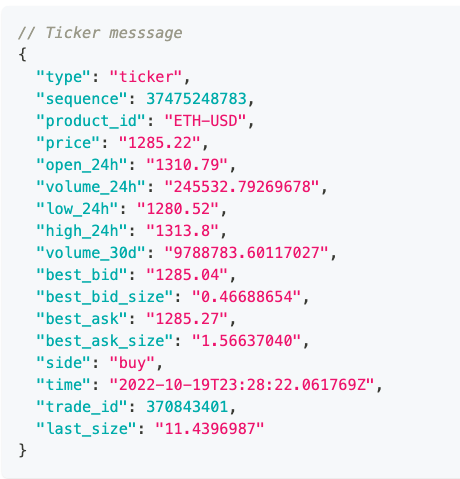 // Ticker messsage
{
  "type": "ticker",
  "sequence": 37475248783,
  "product_id": "ETH-USD",
  "price": "1285.22",
  "open_24h": "1310.79",
  "volume_24h": "245532.79269678",
  "low_24h": "1280.52",
  "high_24h": "1313.8",
  "volume_30d": "9788783.60117027",
  "best_bid": "1285.04",
  "best_bid_size": "0.46688654",
  "best_ask": "1285.27",
  "best_ask_size": "1.56637040",
  "side": "buy",
  "time": "2022-10-19T23:28:22.061769Z",
  "trade_id": 370843401,
  "last_size": "11.4396987"
}